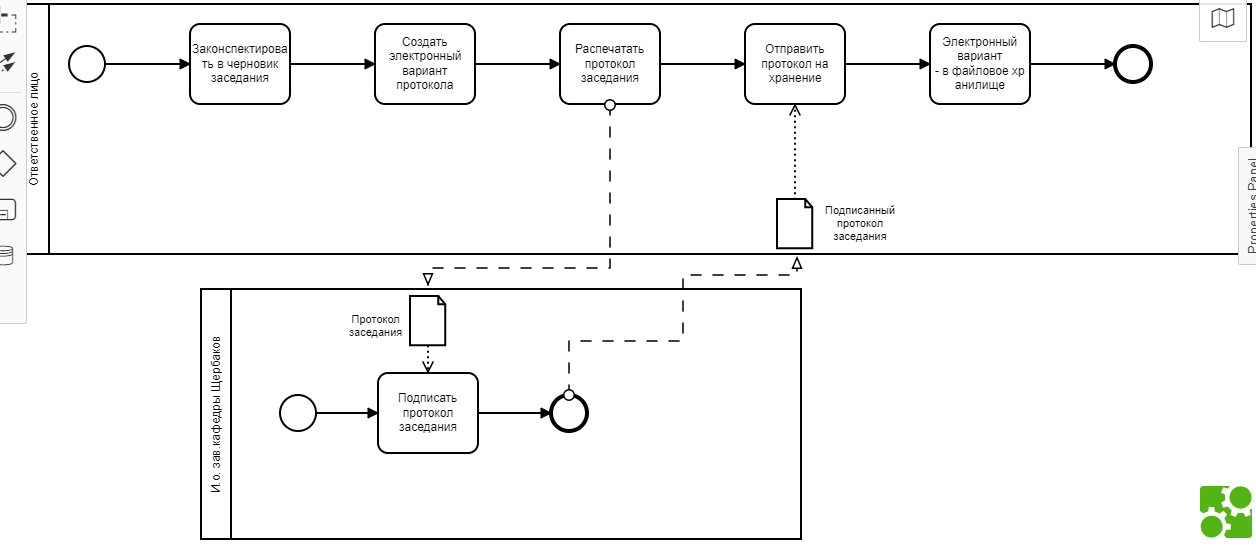 Ответственное лицо
Законспектирова
ть в черновик
заседания
Создать
электронный
вариант
протокола
Распечатать
протокол
заседания
Отправить
протокол на
хранение
Электронный
вариант
- в файловое хр
анилище
Properties Panel
Подписанный
протокол
заседания
И.о. зав.кафедры Щербаков
Протокол
заседания
Подписать
протокол
заседания